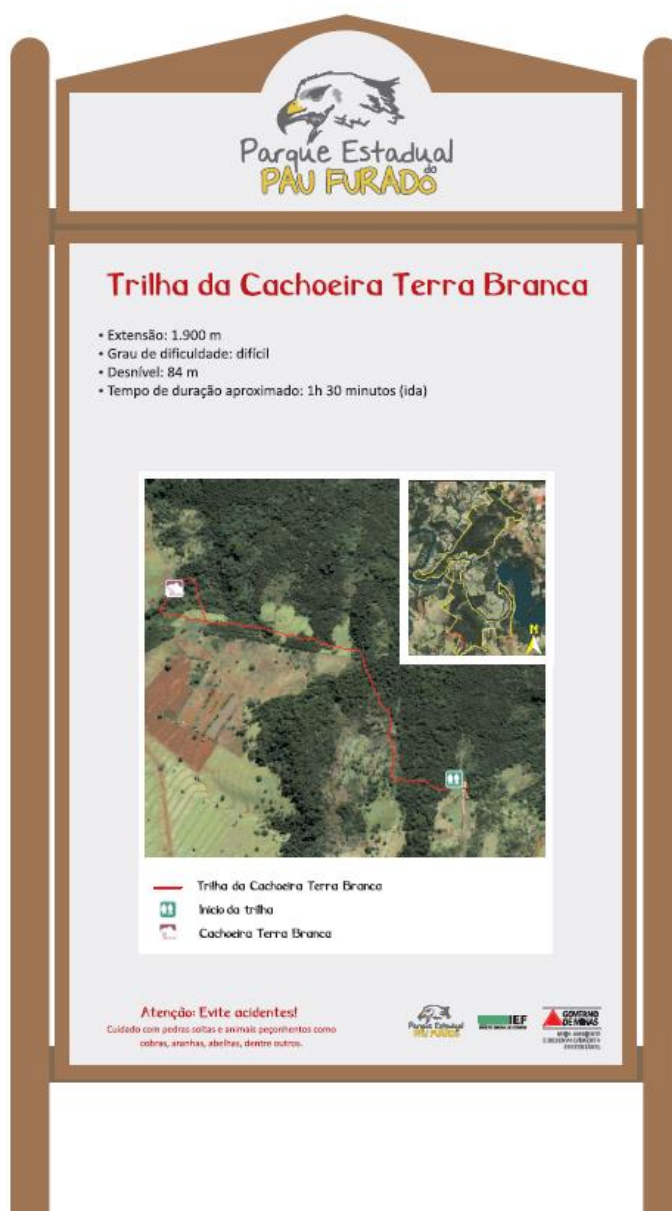 Parque Estadual
do
PAU FURADO
Trilha da Cachoeira Terra Branca
• Extensão: 1.900 m
• Grau de dificuldade: difícil
• Desnível: 84 m
• Tempo de duração aproximado: 1h 30 minutos (ida)
N
Trilha da Cachoeira Terra Branca
Início da trilha
Cachoeira Terra Branca
Atenção: Evite acidentes!
Cuidado com pedras soltas e animais peçonhentos como
cobras, aranhas, abelhas, dentre outros.
Parque Estadual
PAU FURADO
IEF
GOVERNO
DE MINAS